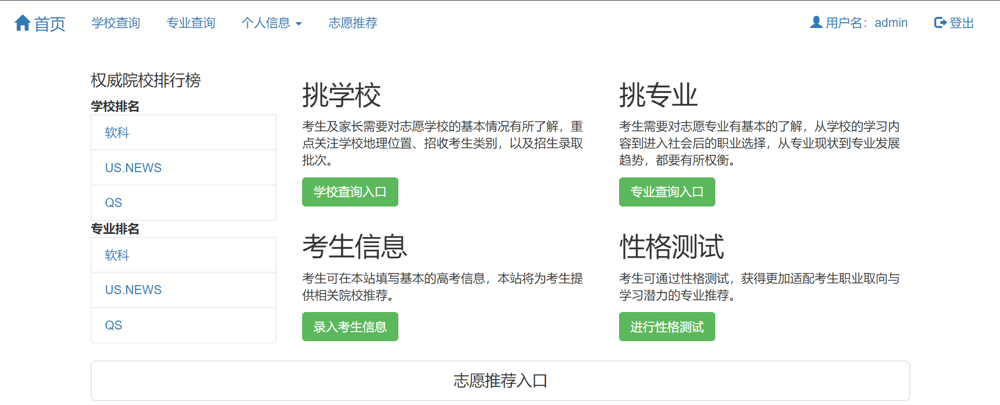 首页 学校查询 专业查询 个人信息 志愿推荐 用户名：admin 登出
权威院校排行榜
学校排名
软科
US.NEWS
QS
专业排名
软科
US.NEWS
QS
挑学校
考生及家长需要对志愿学校的基本情况有所了解，重
点关注学校地理位置、招收考生类别，以及招生录取
批次。
学校查询入口
挑专业
考生需要对志愿专业有基本的了解，从学校的学习内
容到进入社会后的职业选择，从专业现状到专业发展
趋势，都要有所权衡。
专业查询入口
考生信息
考生可在本站填写基本的高考信息，本站将为考生提
供相关院校推荐。
录入考生信息
性格测试
考生可通过性格测试，获得更加适配考生职业取向与
学习潜力的专业推荐。
进行性格测试
志愿推荐入口